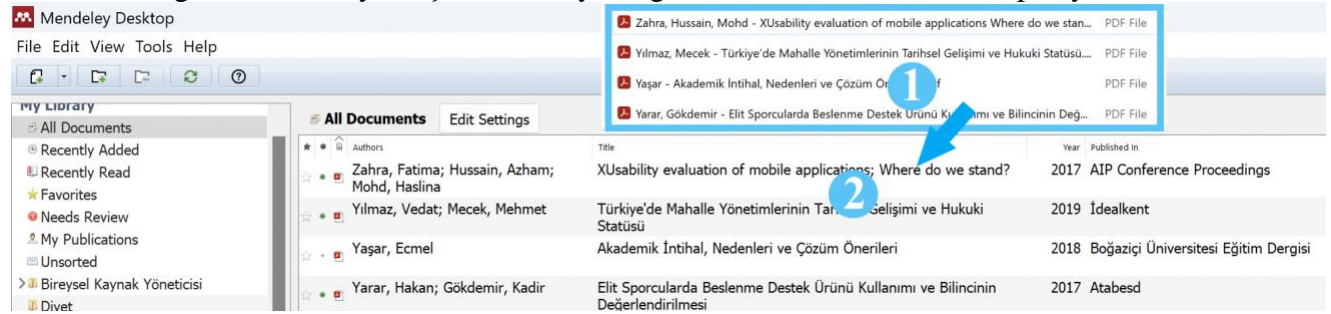 Mendeley Desktop
File Edit View Tools Help
Zahra, Hussain, Mohd - XUsability evaluation of mobile applications Where do we stan... PDF File
Yılmaz, Mecek - Türkiye'de Mahalle Yönetimlerinin Tarihsel Gelişimi ve Hukuki Statüsü.... PDF File
Yaşar - Akademik İntihal, Nedenleri ve Çözüm PDF File
Yarar, Gökdemir - Elit Sporcularda Beslenme Destek Ürünü ve Bilincinin Değ... PDF File
1
2
My Library
All Documents
Recently Added
Recently Read
Favorites
Needs Review
My Publications
Unsorted
Bireysel Kaynak Yöneticisi
Diyet
All Documents Edit Settings
Authors Title Year Published In
Zahra, Fatima; Hussain, Azham; XUsability evaluation of mobile applications; Where do we stand? 2017 AIP Conference Proceedings
Mohd, Haslina
Yılmaz, Vedat; Mecek, Mehmet Türkiye'de Mahalle Yönetimlerinin Gelişimi ve Hukuki 2019 İdealkent
Statüsü
Yaşar, Ecmel Akademik İntihal, Nedenleri ve Çözüm Önerileri 2018 Boğaziçi Üniversitesi Eğitim Dergisi
Yarar, Hakan; Gökdemir, Kadir Elit Sporcularda Beslenme Destek Ürünü Kullanımı ve Bilincinin 2017 Atabesd
Değerlendirilmesi